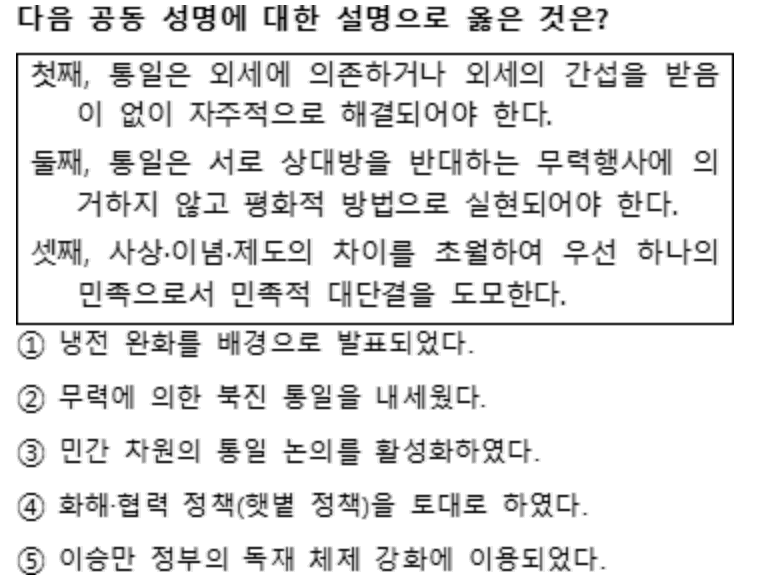 다음 공동 성명에 대한 설명으로 옳은 것은?
첫째, 통일은 외세에 의존하거나 외세의 간섭을 받음
이 없이 자주적으로 해결되어야 한다.
둘째, 통일은 서로 상대방을 반대하는 무력행사에 의
거하지 않고 평화적 방법으로 실현되어야 한다.
셋째, 사상·이념·제도의 차이를 초월하여 우선 하나의
민족으로서 민족적 대단결을 도모한다.
① 냉전 완화를 배경으로 발표되었다.
② 무력에 의한 북진 통일을 내세웠다.
③ 민간 차원의 통일 논의를 활성화하였다.
④ 화해·협력 정책(햇볕 정책)을 토대로 하였다.
⑤ 이승만 정부의 독재 체제 강화에 이용되었다.